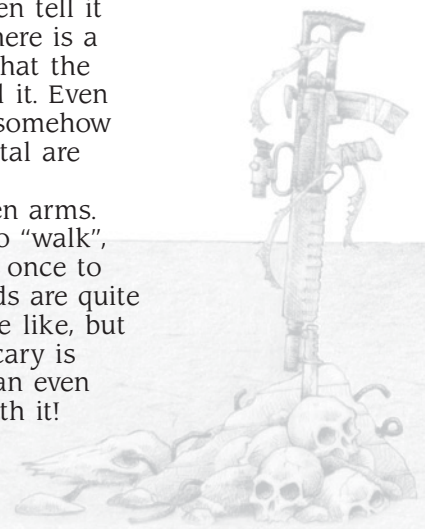 en tell it
here is a
hat the
l it. Even
somehow
tal are
en arms.
o “walk”,
once to
ds are quite
e like, but
cary is
an even
th it!